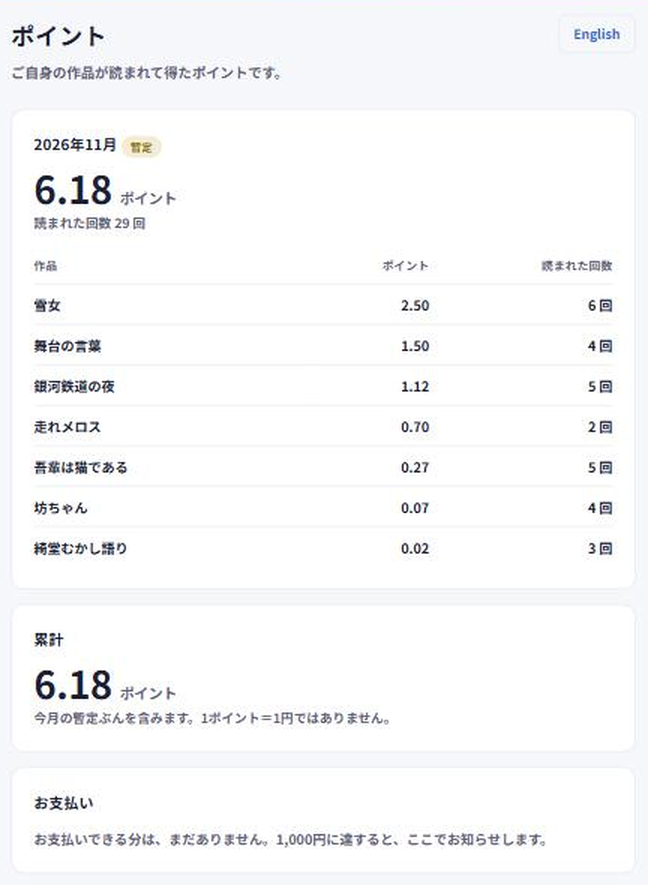 ポイント
English
ご自身の作品が読まれて得たポイントです。
2026年11月 暫定
6.18 ポイント
読まれた回数 29 回
作品 ポイント 読まれた回数
雪女 2.50 6 回
舞台の言葉 1.50 4 回
銀河鉄道の夜 1.12 5 回
走れメロス 0.70 2 回
吾輩は猫である 0.27 5 回
坊ちゃん 0.07 4 回
綺堂むかし語り 0.02 3 回
累計
6.18 ポイント
今月の暫定ぶんを含みます。1ポイント＝1円ではありません。
お支払い
お支払いできる分は、まだありません。1,000円に達すると、ここでお知らせします。